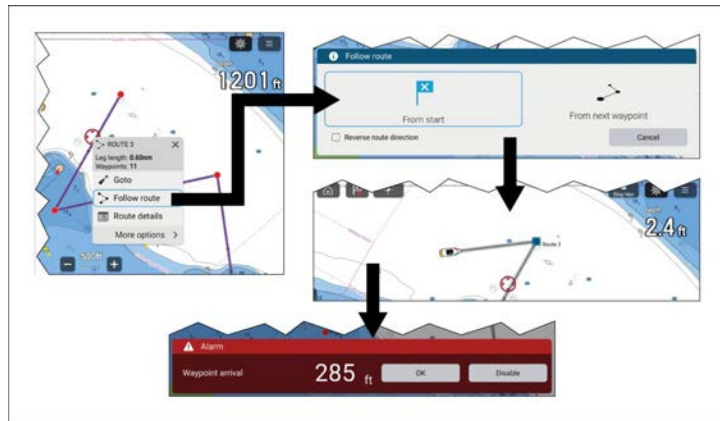 1201 ft
ROUTE 3
Leg length: 0.60nm
Waypoints: 11
Goto
Follow route
Route details
More options
500ft
Follow route
From start
From next waypoint
Reverse route direction
Cancel
2.4 ft
Route 3
Alarm
Waypoint arrival
285 ft
OK
Disable